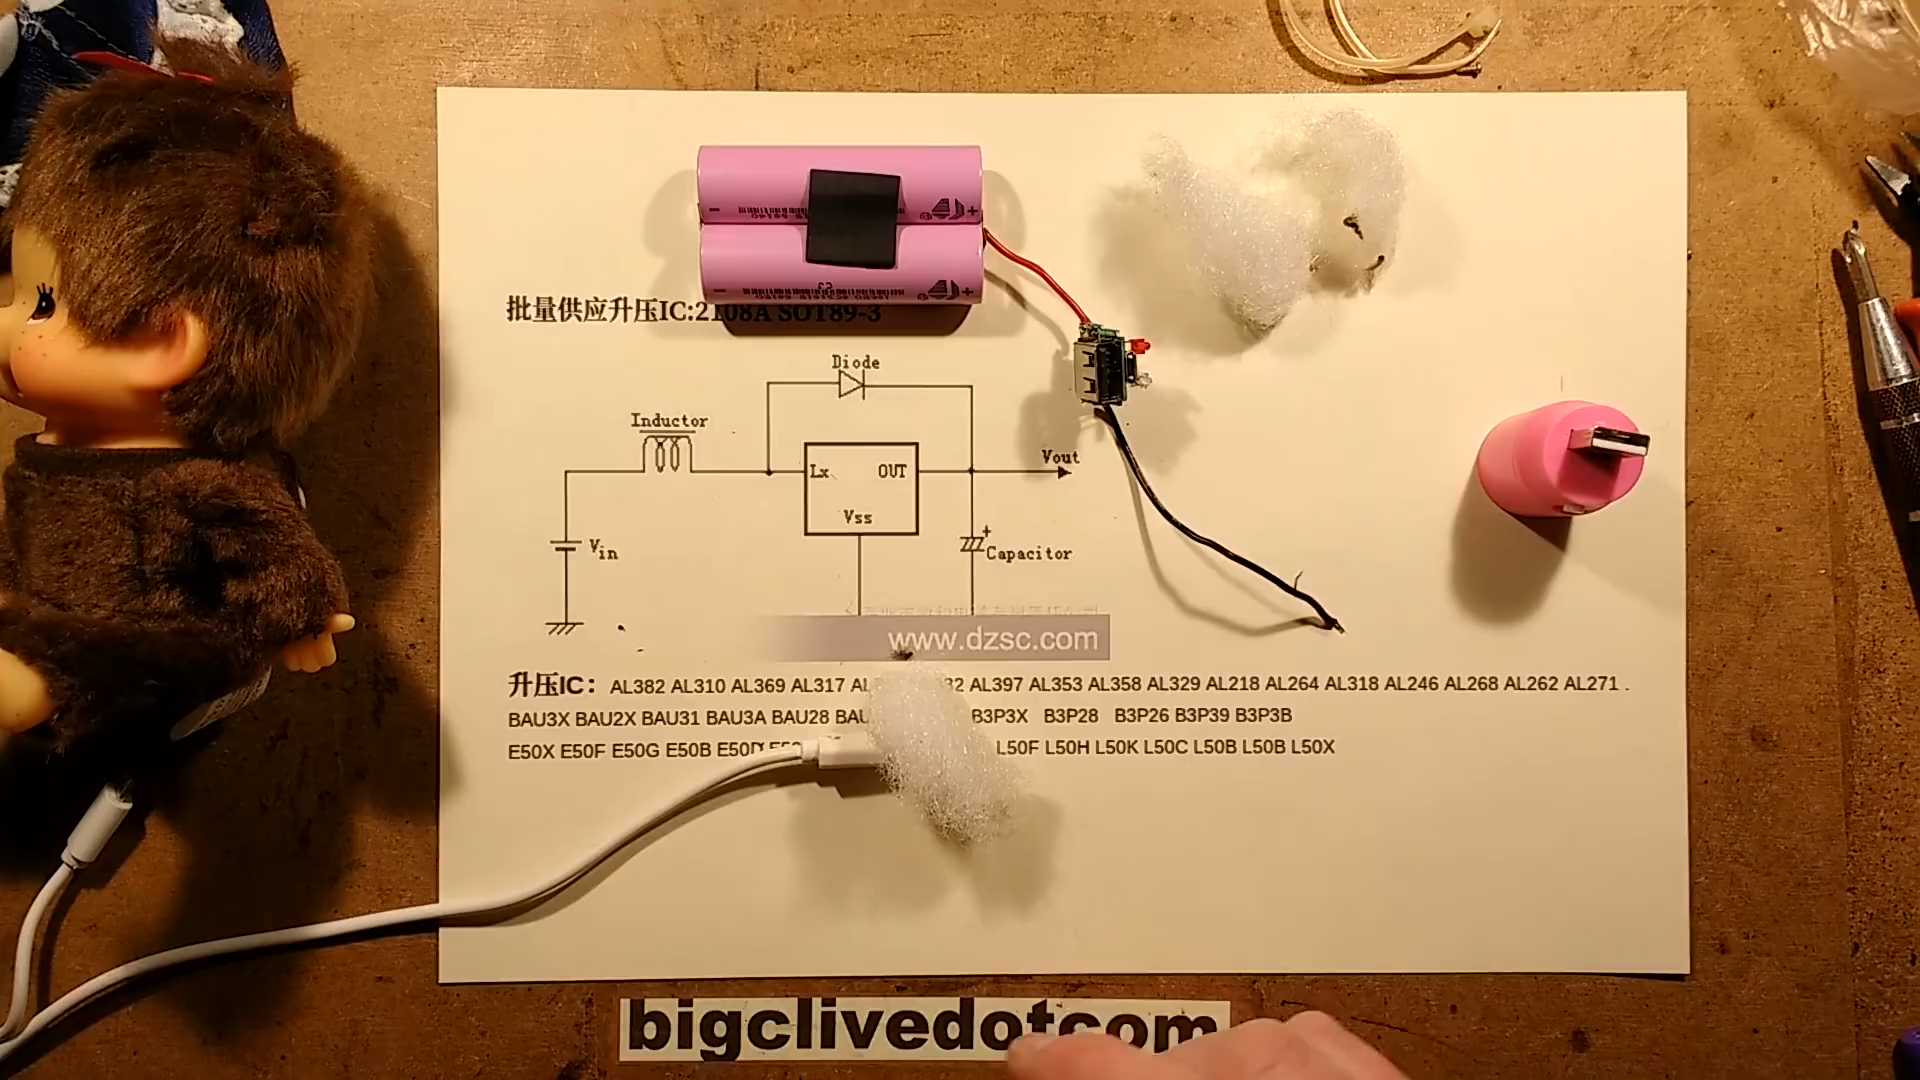 批量供应升压IC:2108A SOT89-3
Diode
Inductor
Lx
OUT
Vout
Vss
Vin
+
Capacitor
www.dzsc.com
升压IC: AL382 AL310 AL369 AL317 AL397 AL353 AL358 AL329 AL218 AL264 AL318 AL246 AL268 AL262 AL271 .
BAU3X BAU2X BAU31 BAU3A BAU28 B3P3X B3P28 B3P26 B3P39 B3P3B
E50X E50F E50G E50B E50D L50F L50H L50K L50C L50B L50B L50X
bigclivedotcom